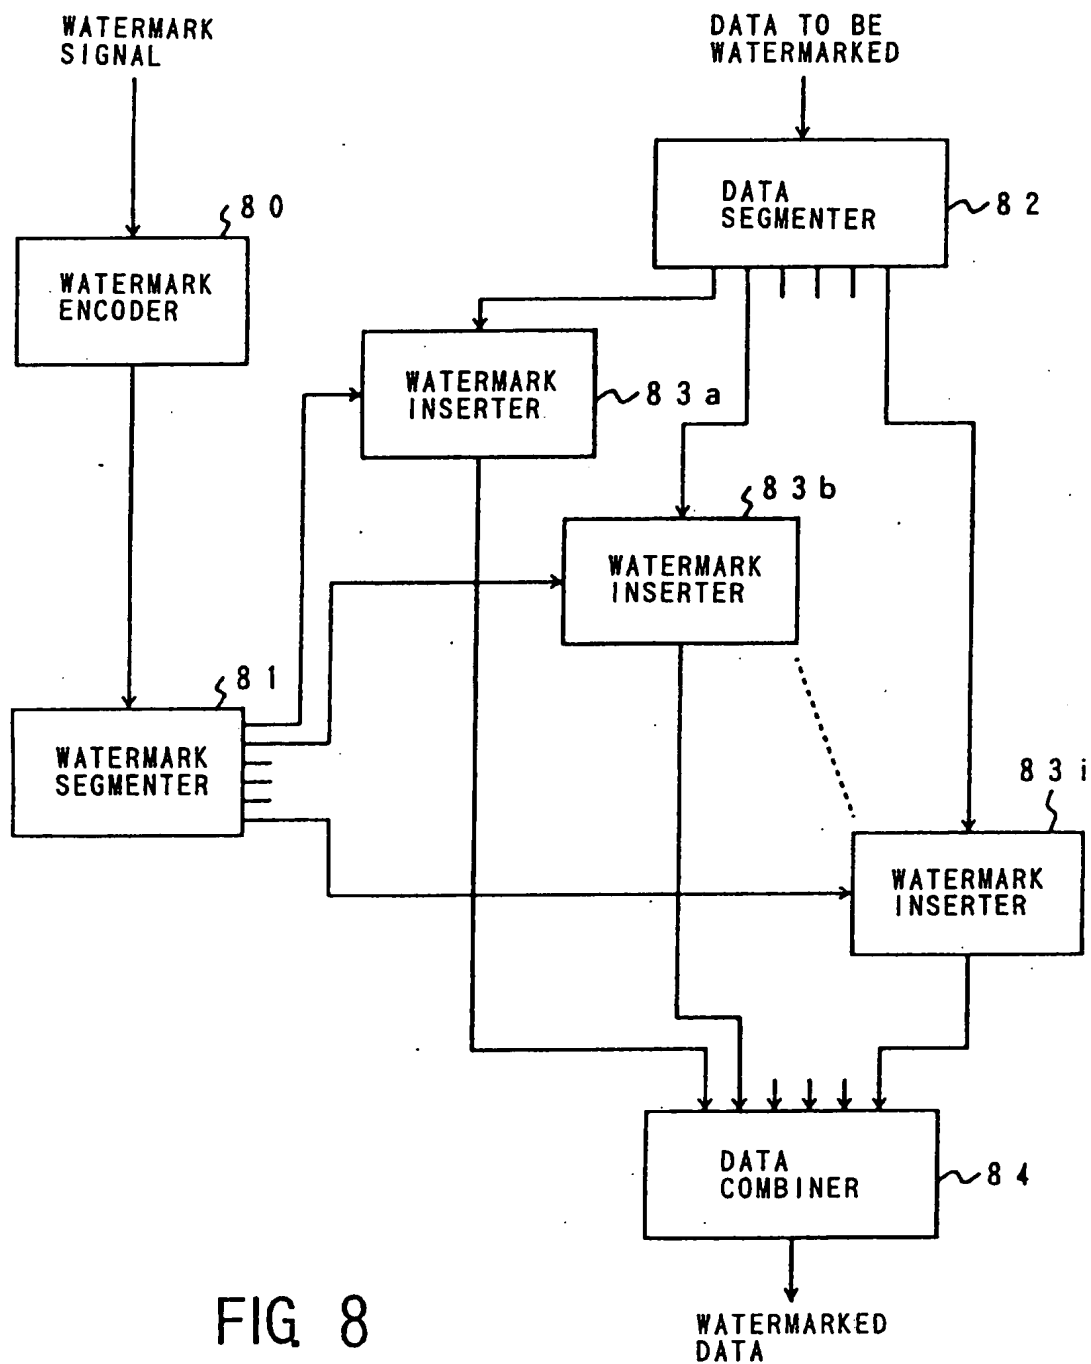 WATERMARK
SIGNAL
DATA TO BE
WATERMARKED
80
WATERMARK
ENCODER
DATA
SEGMENTER
82
WATERMARK
INSERTER
83a
83b
WATERMARK
INSERTER
81
WATERMARK
SEGMENTER
83i
WATERMARK
INSERTER
DATA
COMBINER
84
WATERMARKED
DATA
FIG. 8